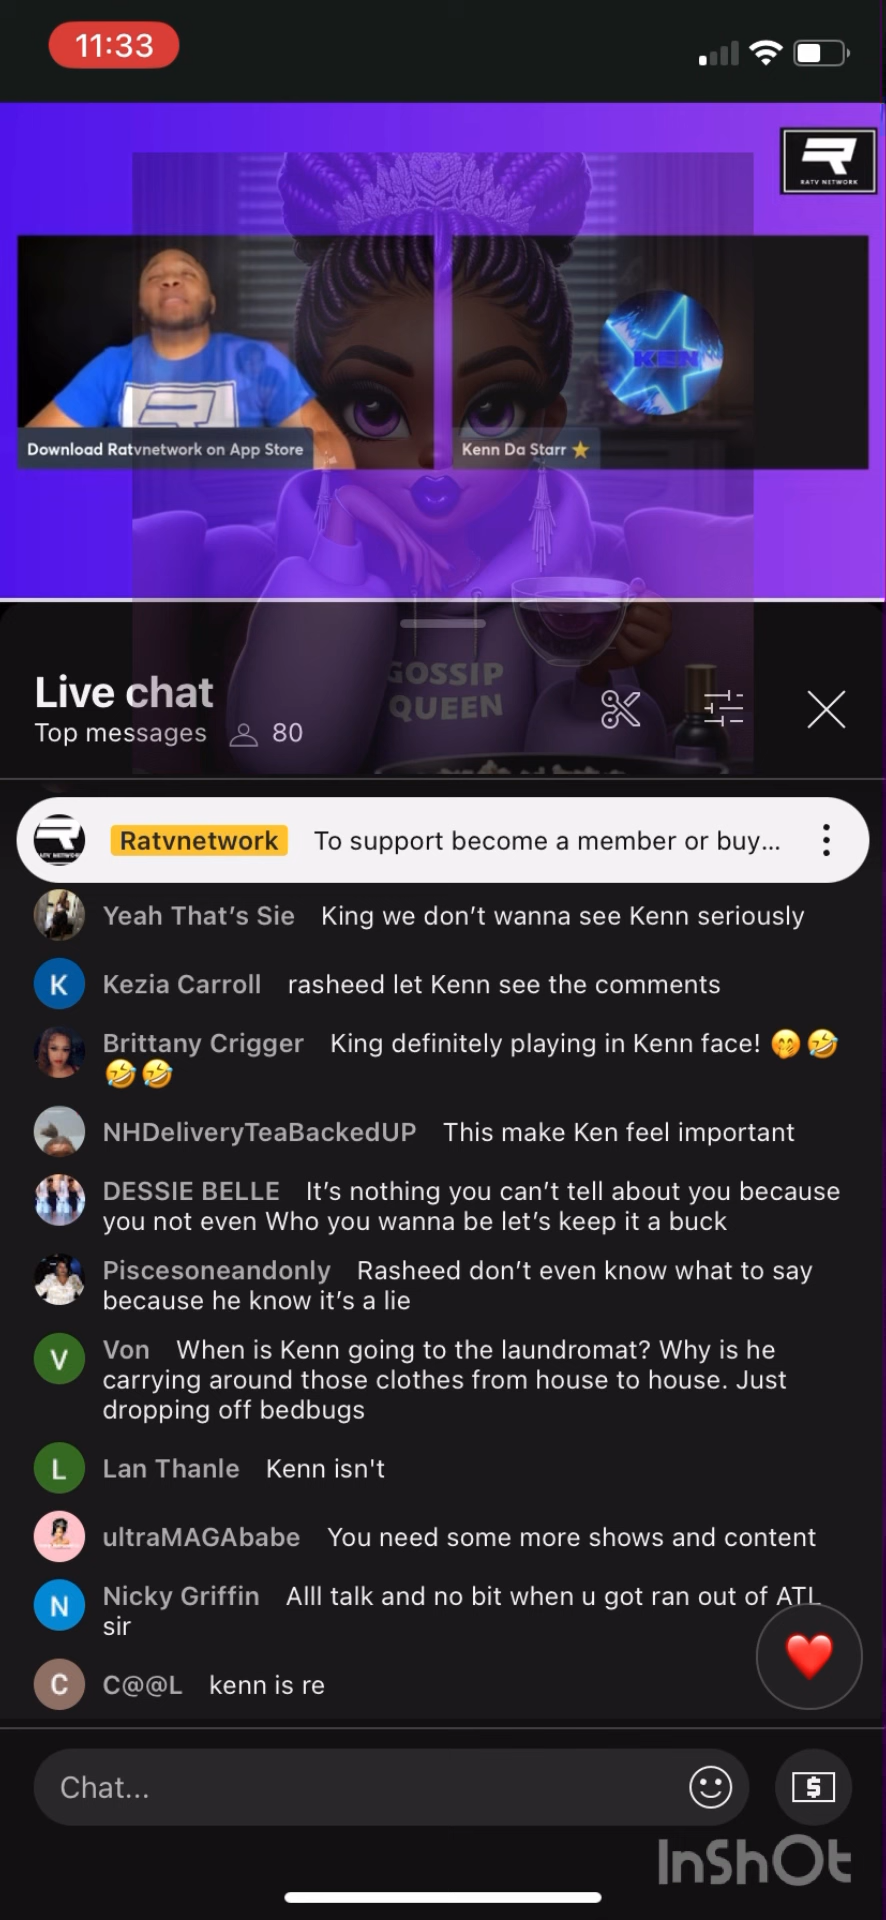 11:33
RATV NETWORK
KEN
Download Ratvnetwork on App Store
Kenn Da Starr ⭐
GOSSIP
QUEEN
Live chat
Top messages 80
Ratvnetwork To support become a member or buy...
Yeah That's Sie King we don't wanna see Kenn seriously
Kezia Carroll rasheed let Kenn see the comments
Brittany Crigger King definitely playing in Kenn face! 🤭🤣
🤣🤣
NHDeliveryTeaBackedUP This make Ken feel important
DESSIE BELLE It's nothing you can't tell about you because
you not even Who you wanna be let's keep it a buck
Piscesoneandonly Rasheed don't even know what to say
because he know it's a lie
V
Von When is Kenn going to the laundromat? Why is he
carrying around those clothes from house to house. Just
dropping off bedbugs
L
Lan Thanle Kenn isn't
ultraMAGAbabe You need some more shows and content
N
Nicky Griffin Alll talk and no bit when u got ran out of ATL
sir
C
C@@L kenn is re
K
Chat...
InShOt